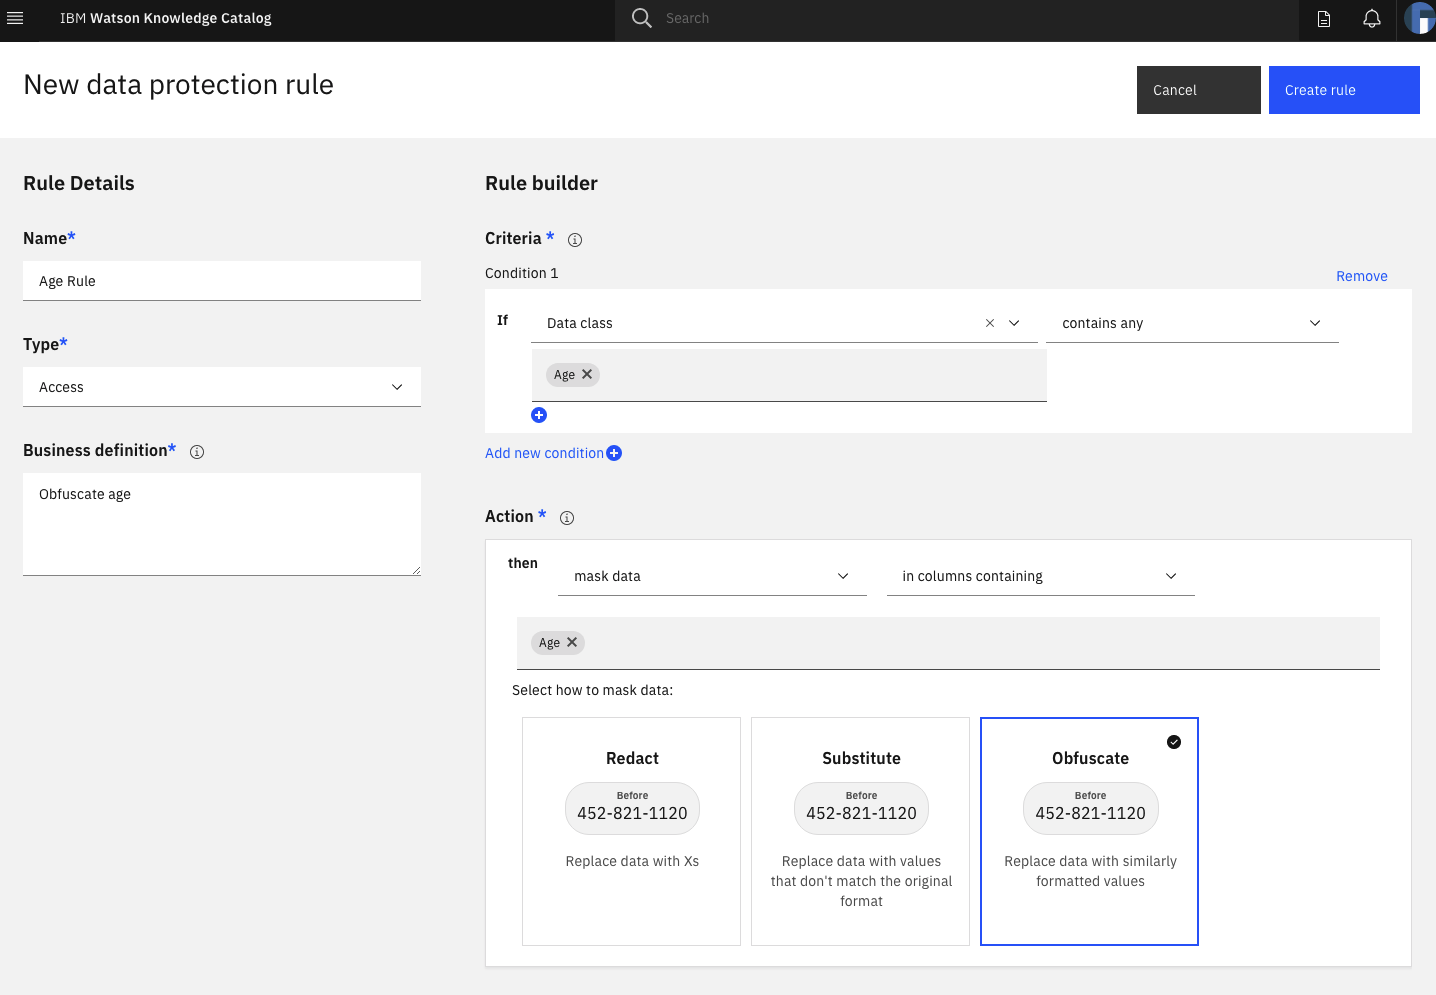 IBM Watson Knowledge Catalog
Search
New data protection rule
Cancel
Create rule
Rule Details
Name*
Age Rule
Type*
Access
Business definition*
Obfuscate age
Rule builder
Criteria *
Condition 1
Remove
If
Data class
contains any
Age
Add new condition
Action *
then
mask data
in columns containing
Age
Select how to mask data:
Redact
Before
452-821-1120
Replace data with Xs
Substitute
Before
452-821-1120
Replace data with values
that don't match the original
format
Obfuscate
Before
452-821-1120
Replace data with similarly
formatted values